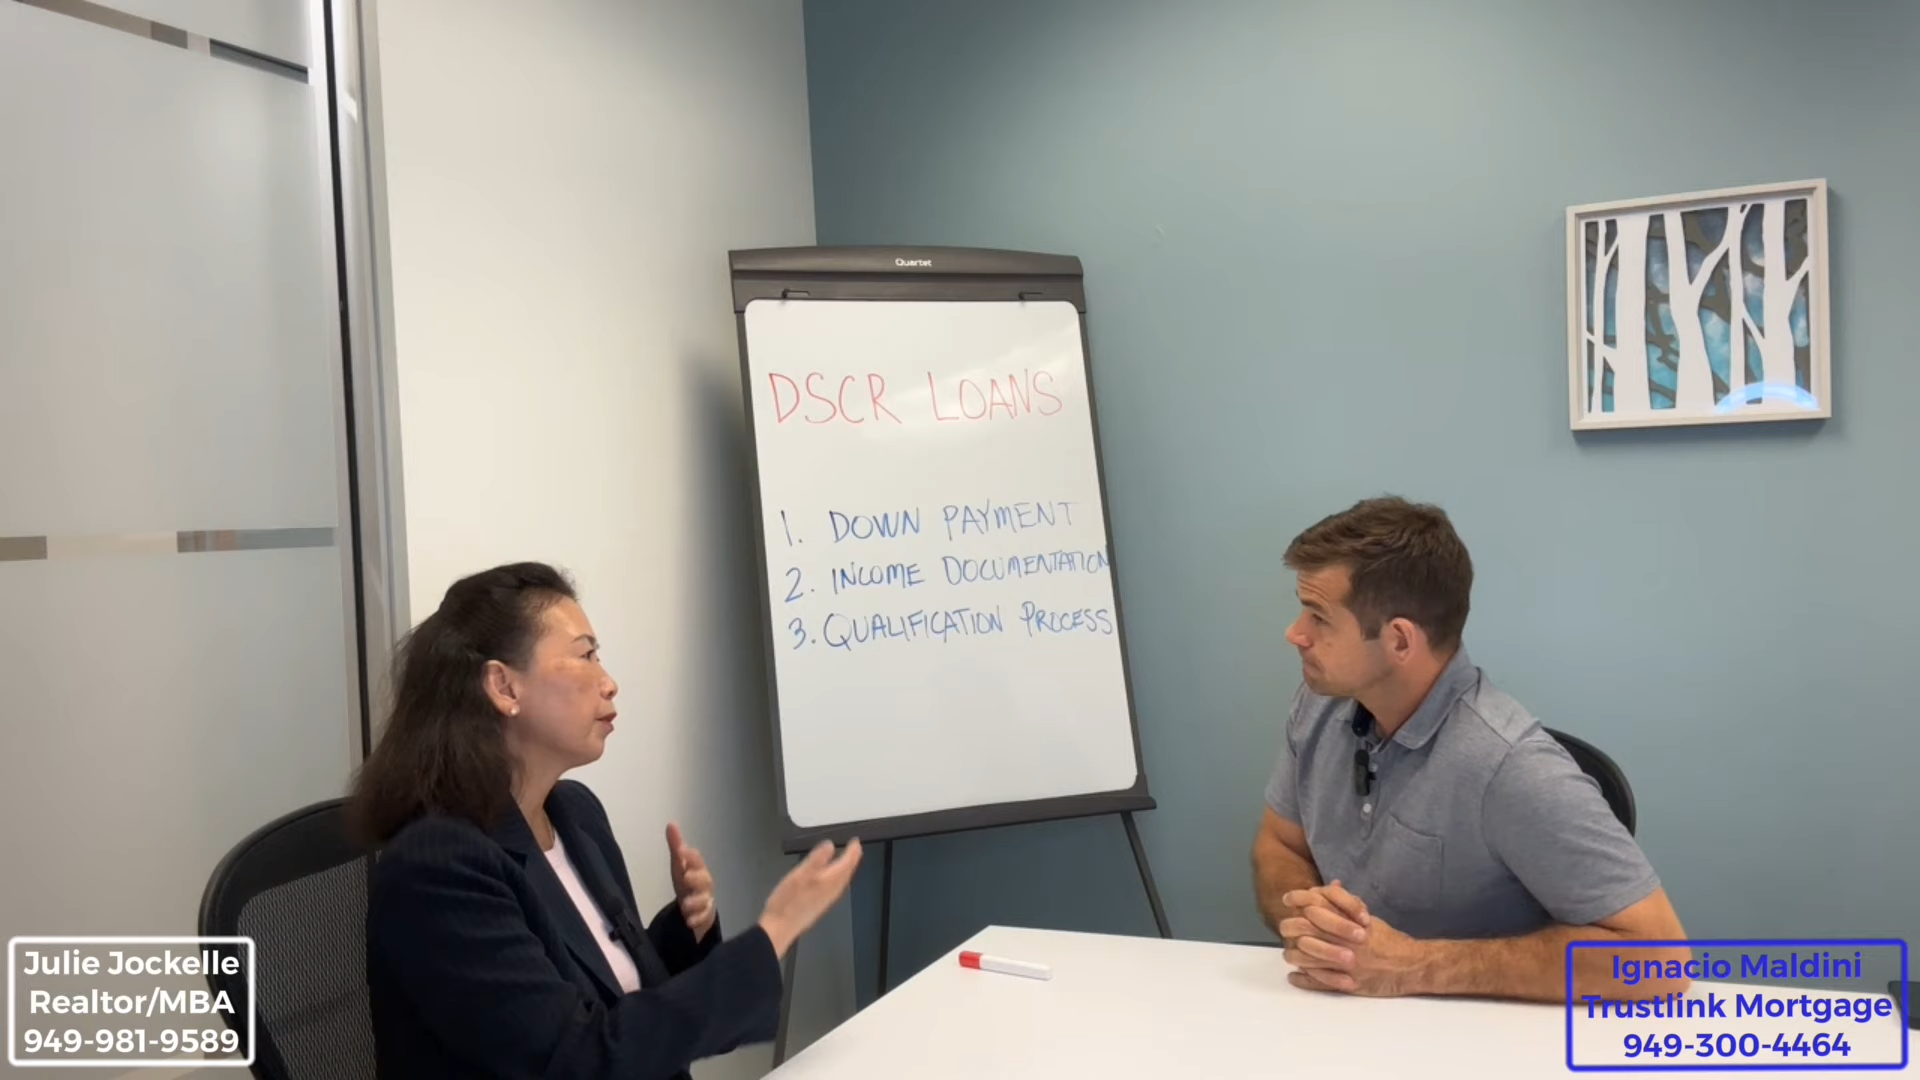 Quartet
DSCR LOANS
1. DOWN PAYMENT
2. INCOME DOCUMENTATION
3. QUALIFICATION PROCESS
Julie Jockelle
Realtor/MBA
949-981-9589
Ignacio Maldini
Trustlink Mortgage
949-300-4464